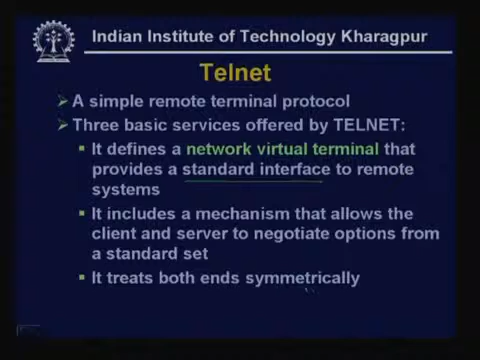 Indian Institute of Technology Kharagpur
Telnet
A simple remote terminal protocol
Three basic services offered by TELNET:
It defines a network virtual terminal that
provides a standard interface to remote
systems
It includes a mechanism that allows the
client and server to negotiate options from
a standard set
It treats both ends symmetrically